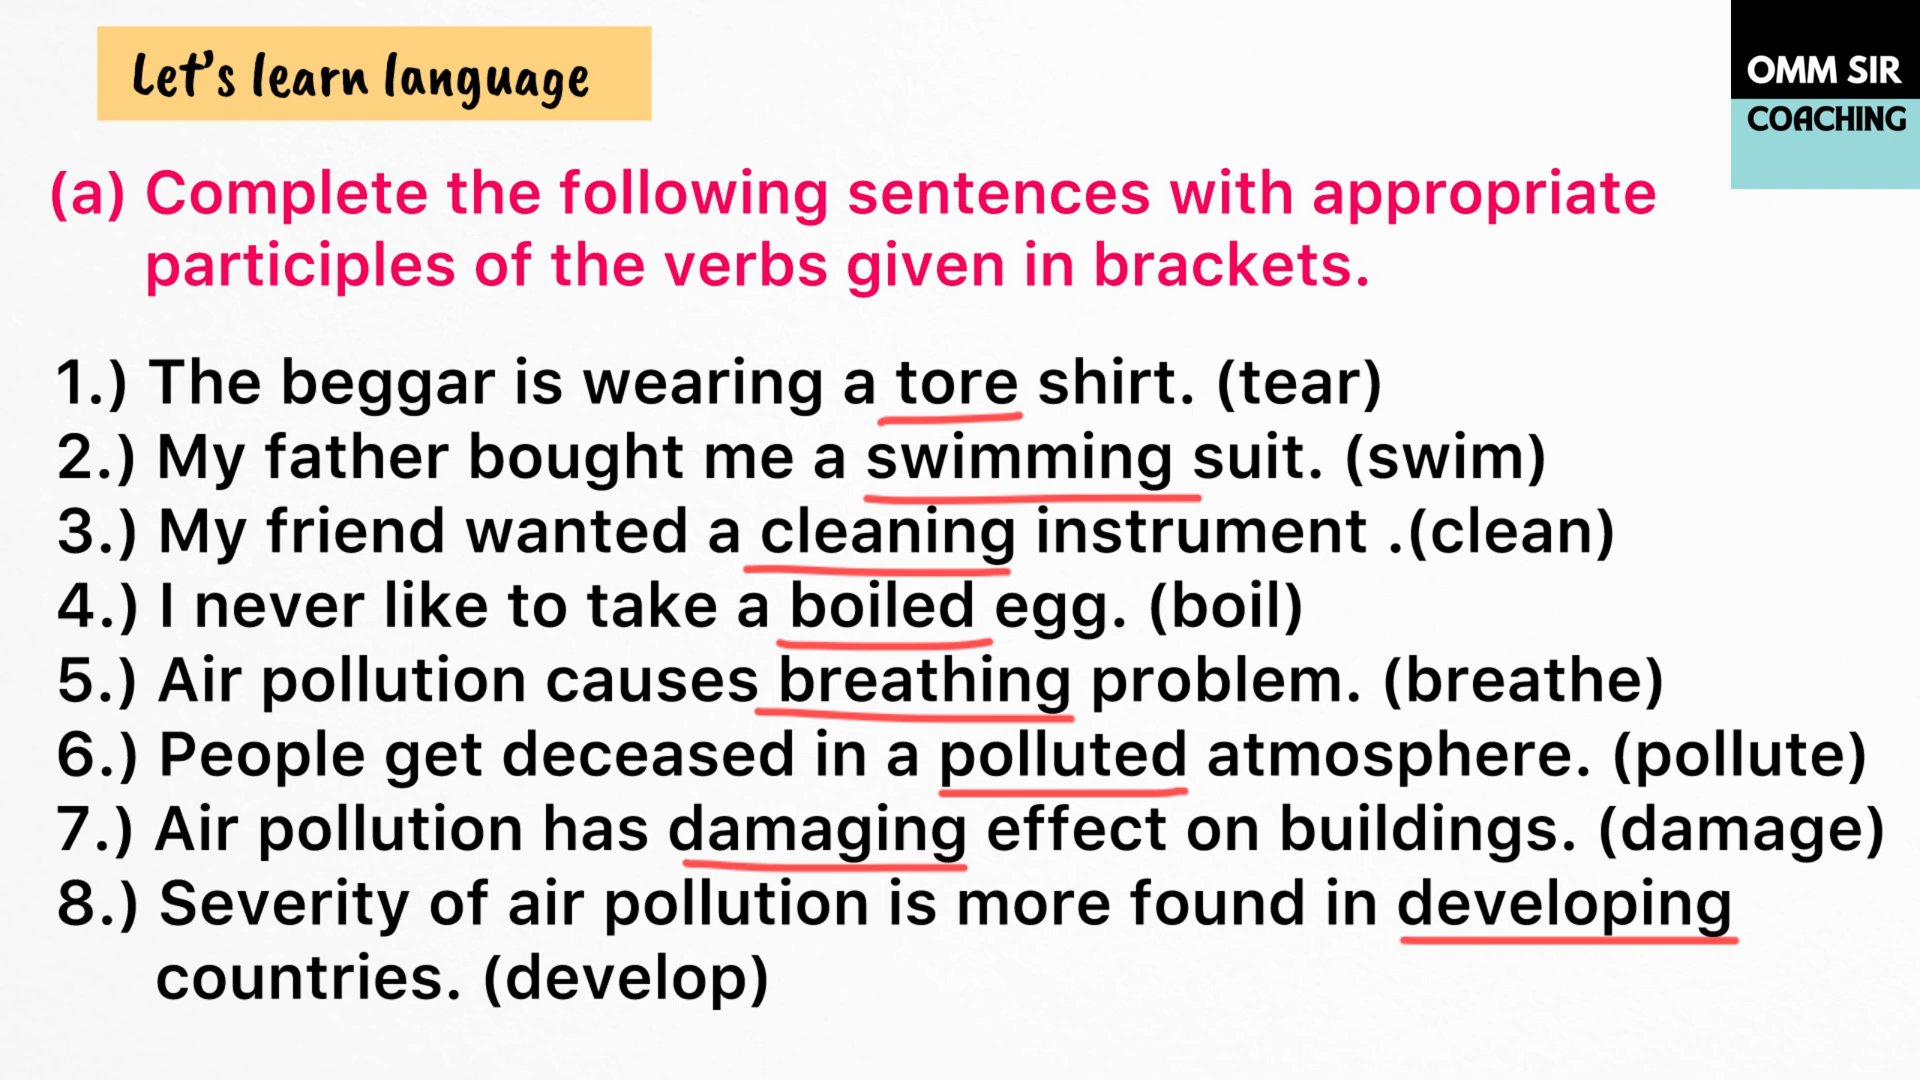 Let's learn language
OMM SIR
COACHING
(a) Complete the following sentences with appropriate
participles of the verbs given in brackets.
1.) The beggar is wearing a tore shirt. (tear)
2.) My father bought me a swimming suit. (swim)
3.) My friend wanted a cleaning instrument .(clean)
4.) I never like to take a boiled egg. (boil)
5.) Air pollution causes breathing problem. (breathe)
6.) People get deceased in a polluted atmosphere. (pollute)
7.) Air pollution has damaging effect on buildings. (damage)
8.) Severity of air pollution is more found in developing
countries. (develop)